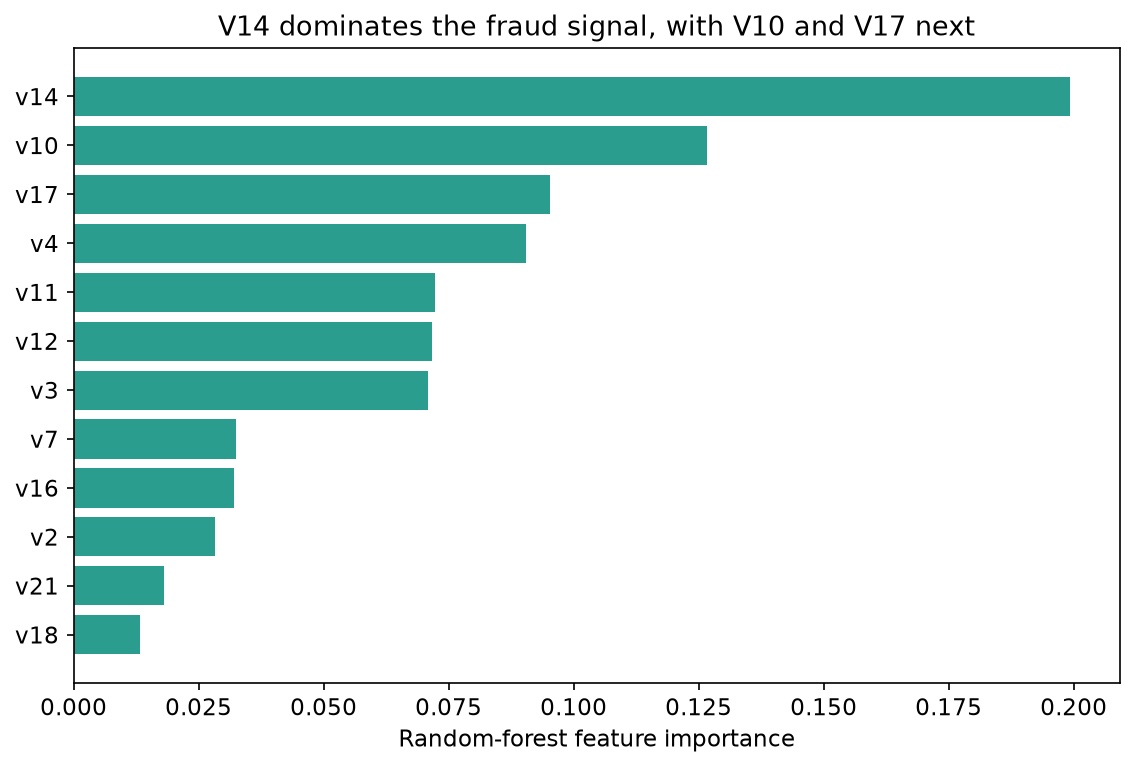 V14 dominates the fraud signal, with V10 and V17 next
v14
v10
v17
v4
v11
v12
v3
v7
v16
v2
v21
v18
0.000 0.025 0.050 0.075 0.100 0.125 0.150 0.175 0.200
Random-forest feature importance